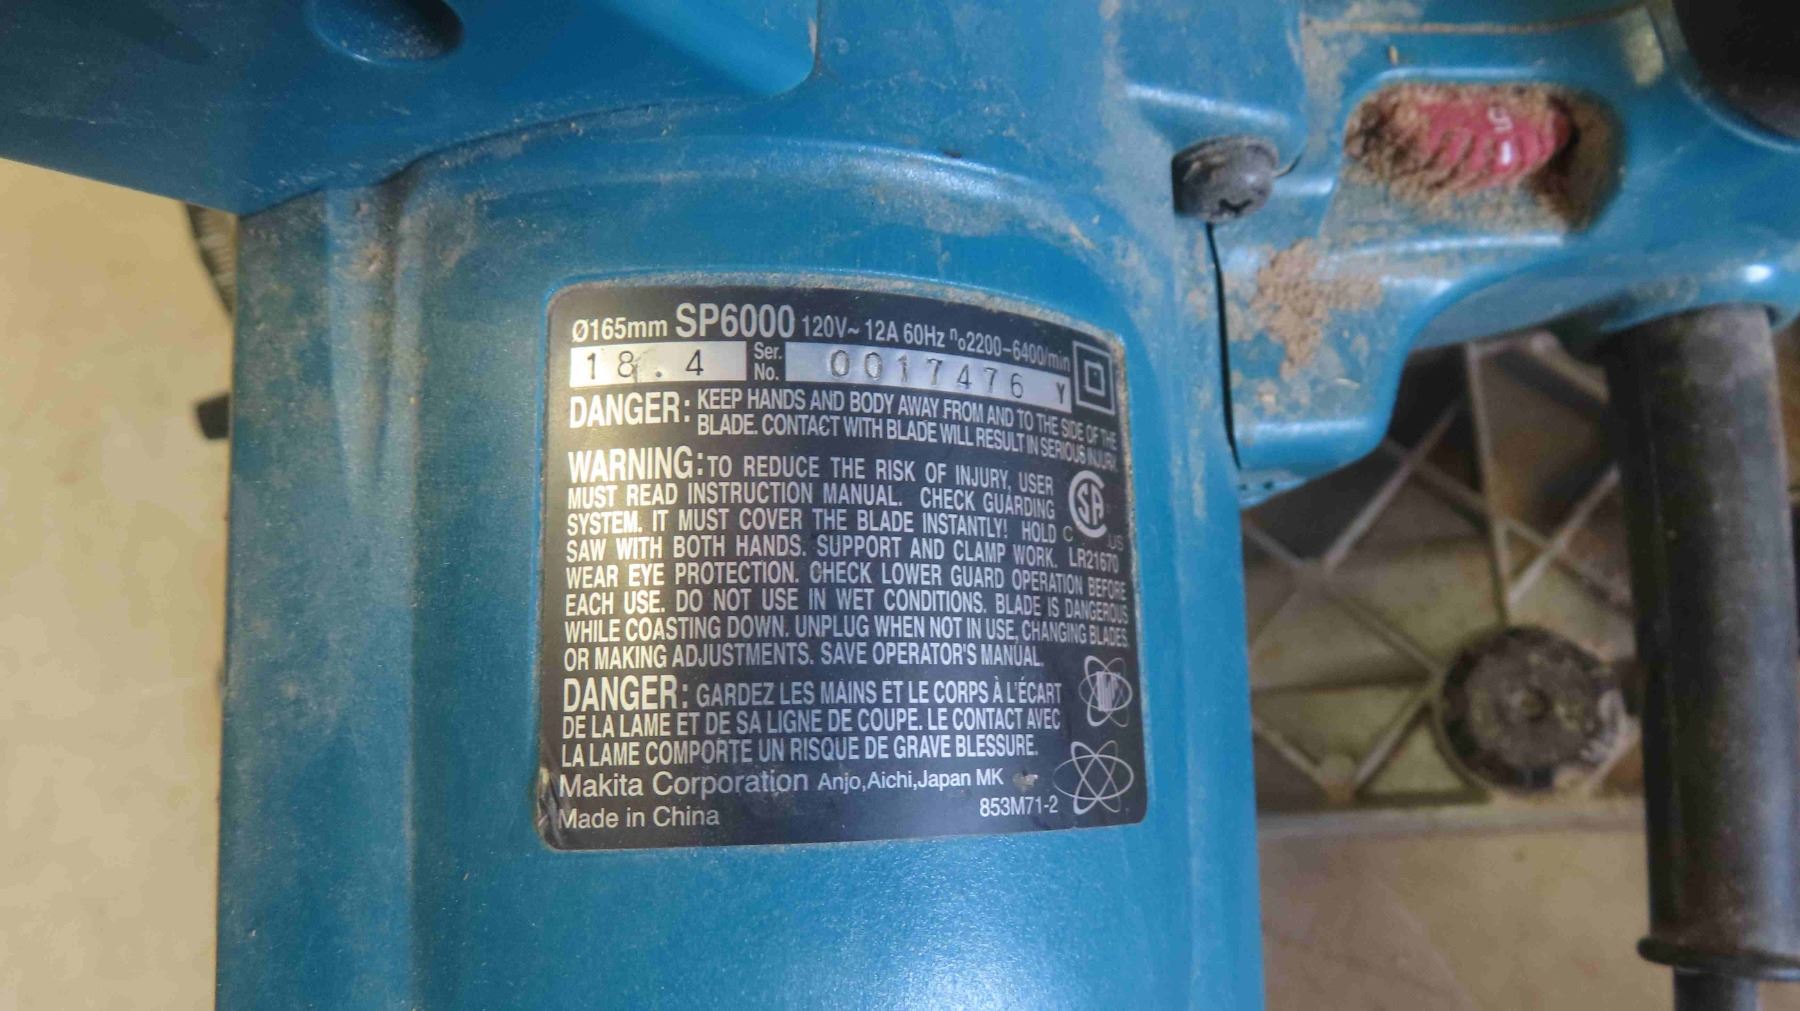 5
1
Ø165mm SP6000 120V~ 12A 60Hz n₀2200-6400/min
18.4 Ser. No. 0017476 Y
DANGER: KEEP HANDS AND BODY AWAY FROM AND TO THE SIDE OF THE
BLADE. CONTACT WITH BLADE WILL RESULT IN SERIOUS INJURY.
WARNING: TO REDUCE THE RISK OF INJURY, USER
MUST READ INSTRUCTION MANUAL. CHECK GUARDING
SYSTEM. IT MUST COVER THE BLADE INSTANTLY! HOLD
SAW WITH BOTH HANDS. SUPPORT AND CLAMP WORK.
WEAR EYE PROTECTION. CHECK LOWER GUARD OPERATION BEFORE
EACH USE. DO NOT USE IN WET CONDITIONS. BLADE IS DANGEROUS
WHILE COASTING DOWN. UNPLUG WHEN NOT IN USE, CHANGING BLADES,
OR MAKING ADJUSTMENTS. SAVE OPERATOR'S MANUAL.
C SA US
LR21670
DANGER: GARDEZ LES MAINS ET LE CORPS À L'ÉCART
DE LA LAME ET DE SA LIGNE DE COUPE. LE CONTACT AVEC
LA LAME COMPORTE UN RISQUE DE GRAVE BLESSURE.
Makita Corporation Anjo,Aichi,Japan MK
Made in China 853M71-2